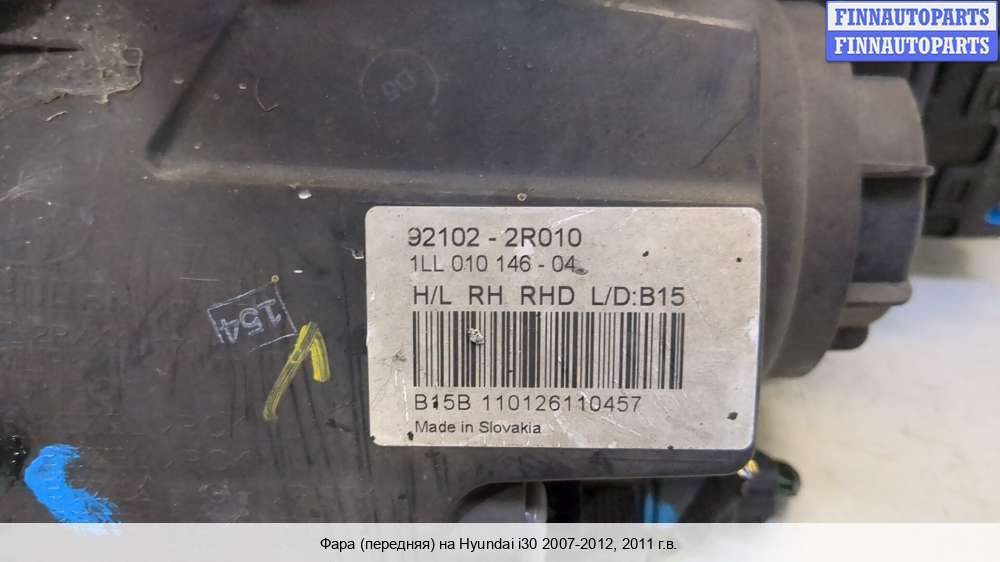 FINNAUTOPARTS
FINNAUTOPARTS
92102 - 2R010
1LL 010 146 - 04
H/L RH RHD L/D:B15
154
B15B 110126110457
Made in Slovakia
Фара (передняя) на Hyundai i30 2007-2012, 2011 г.в.